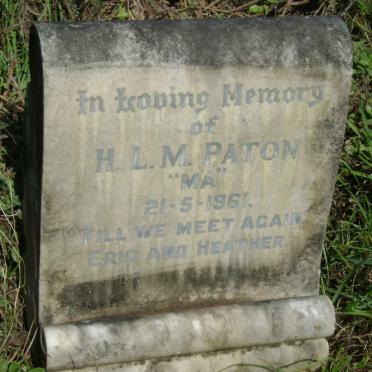 In Loving Memory
of
H. L. M. PATON
"MA"
21-5-1961.
"TILL WE MEET AGAIN"
ERIC AND HEATHER.